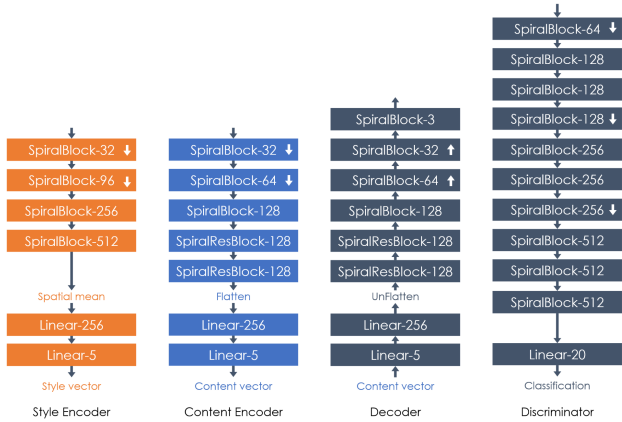 SpiralBlock-32
SpiralBlock-96
SpiralBlock-256
SpiralBlock-512
Spatial mean
Linear-256
Linear-5
Style vector
Style Encoder
SpiralBlock-32
SpiralBlock-64
SpiralBlock-128
SpiralResBlock-128
SpiralResBlock-128
Flatten
Linear-256
Linear-5
Content vector
Content Encoder
SpiralBlock-3
SpiralBlock-32
SpiralBlock-64
SpiralBlock-128
SpiralResBlock-128
SpiralResBlock-128
UnFlatten
Linear-256
Linear-5
Content vector
Decoder
SpiralBlock-64
SpiralBlock-128
SpiralBlock-128
SpiralBlock-128
SpiralBlock-256
SpiralBlock-256
SpiralBlock-256
SpiralBlock-512
SpiralBlock-512
SpiralBlock-512
Linear-20
Classification
Discriminator